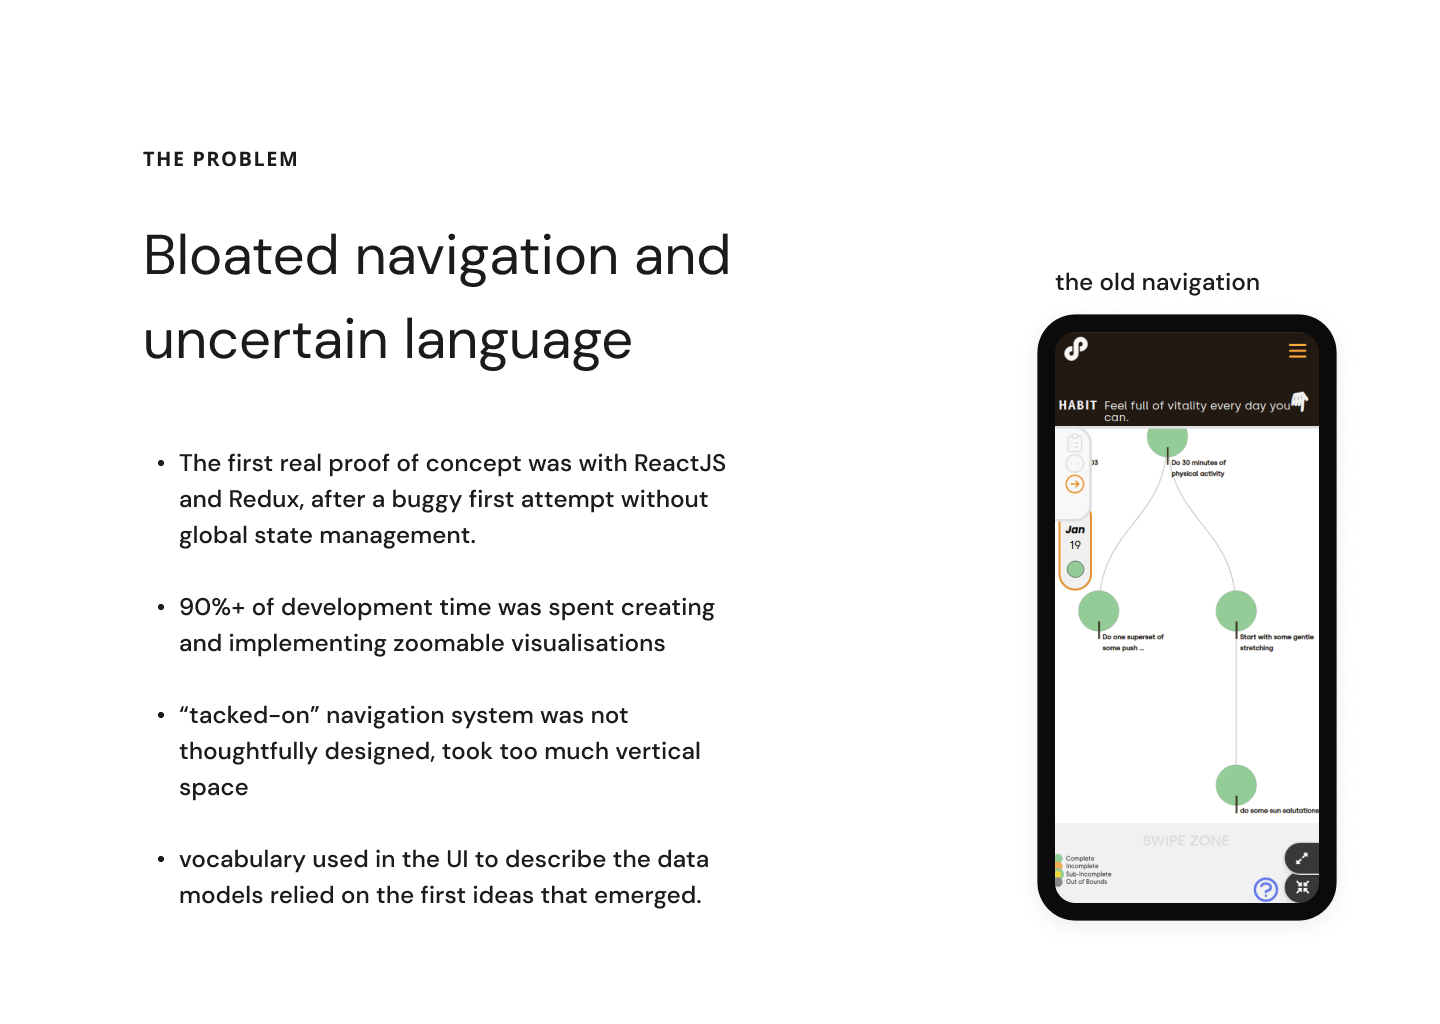 THE PROBLEM
Bloated navigation and
uncertain language
• The first real proof of concept was with ReactJS
and Redux, after a buggy first attempt without
global state management.
• 90%+ of development time was spent creating
and implementing zoomable visualisations
• “tacked-on” navigation system was not
thoughtfully designed, took too much vertical
space
• vocabulary used in the UI to describe the data
models relied on the first ideas that emerged.
the old navigation
HABIT Feel full of vitality every day you
can.
03
Do 30 minutes of
physical activity
Jan
19
Do one superset of
some push ...
Start with some gentle
stretching
do some sun salutations
SWIPE ZONE
Complete
Incomplete
Sub-Incomplete
Out of Bounds